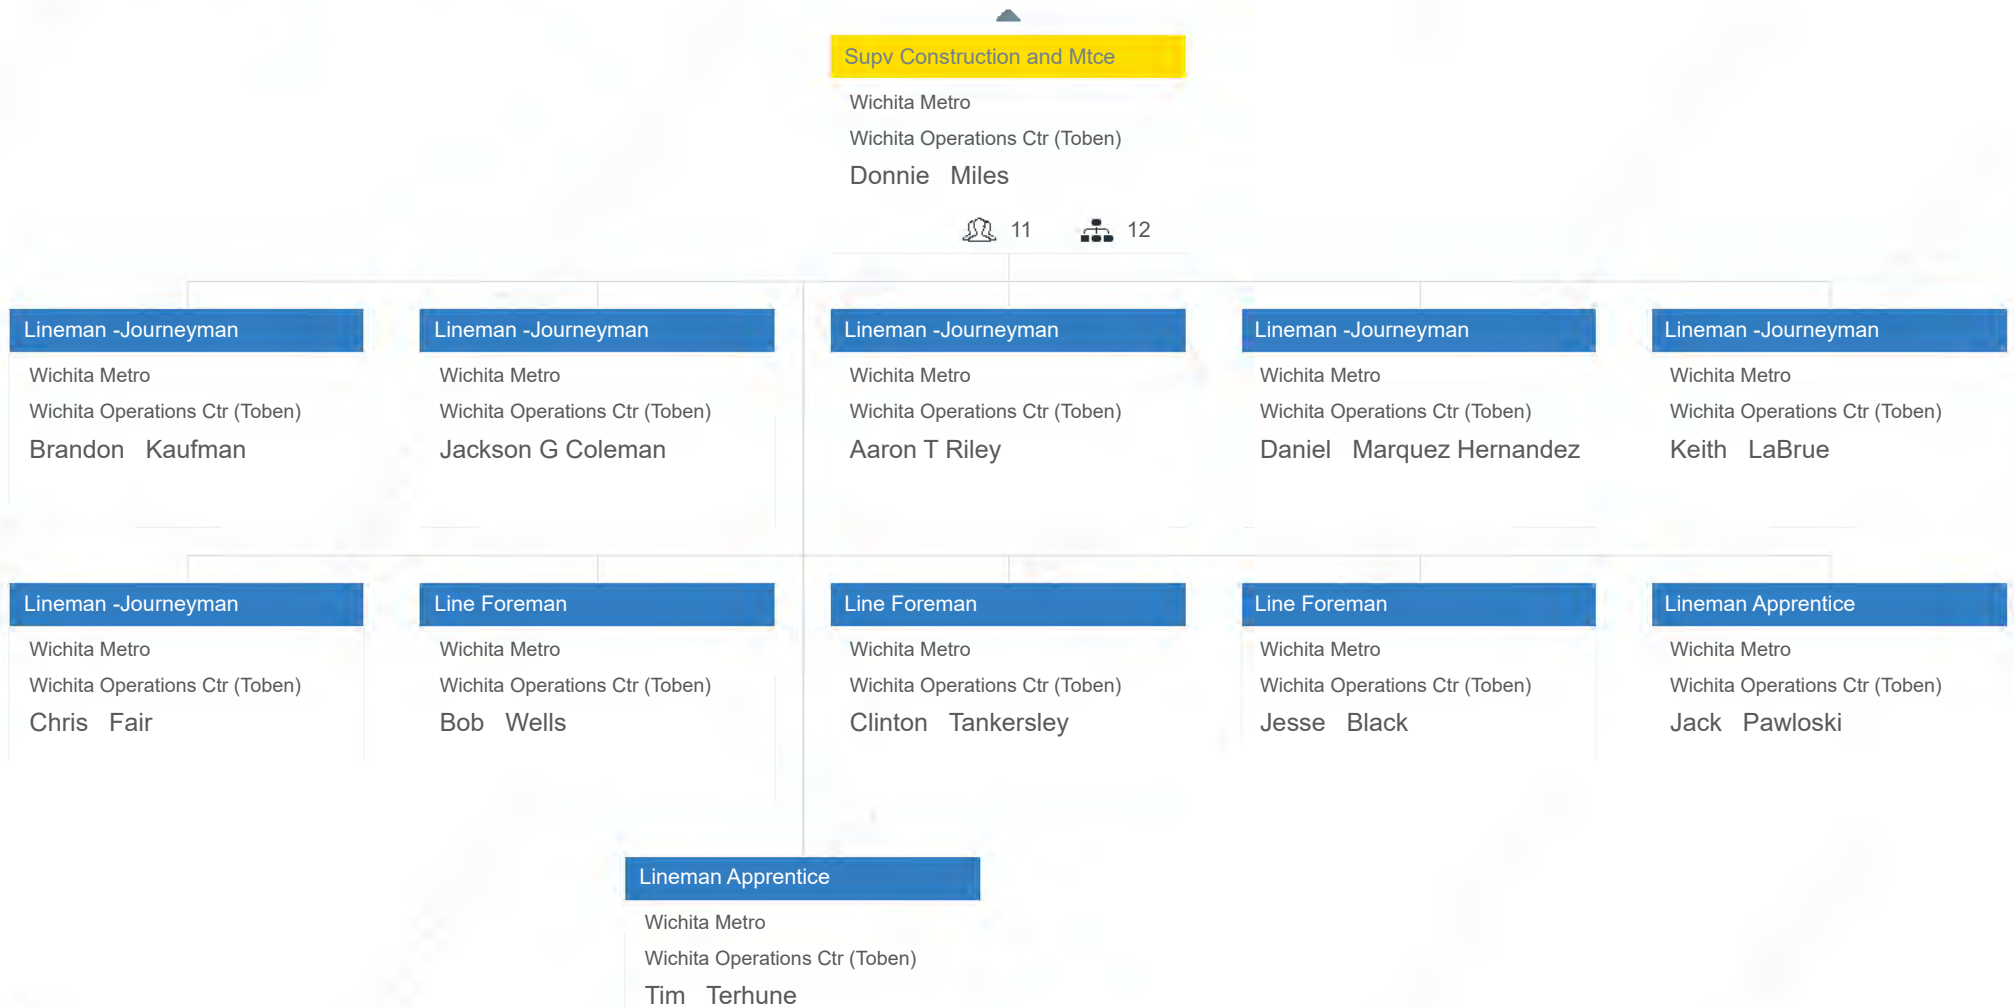 Supv Construction and Mtce
Wichita Metro
Wichita Operations Ctr (Toben)
Donnie Miles
11 12
Lineman -Journeyman
Wichita Metro
Wichita Operations Ctr (Toben)
Brandon Kaufman
Lineman -Journeyman
Wichita Metro
Wichita Operations Ctr (Toben)
Jackson G Coleman
Lineman -Journeyman
Wichita Metro
Wichita Operations Ctr (Toben)
Aaron T Riley
Lineman -Journeyman
Wichita Metro
Wichita Operations Ctr (Toben)
Daniel Marquez Hernandez
Lineman -Journeyman
Wichita Metro
Wichita Operations Ctr (Toben)
Keith LaBrue
Lineman -Journeyman
Wichita Metro
Wichita Operations Ctr (Toben)
Chris Fair
Line Foreman
Wichita Metro
Wichita Operations Ctr (Toben)
Bob Wells
Line Foreman
Wichita Metro
Wichita Operations Ctr (Toben)
Clinton Tankersley
Line Foreman
Wichita Metro
Wichita Operations Ctr (Toben)
Jesse Black
Lineman Apprentice
Wichita Metro
Wichita Operations Ctr (Toben)
Jack Pawloski
Lineman Apprentice
Wichita Metro
Wichita Operations Ctr (Toben)
Tim Terhune